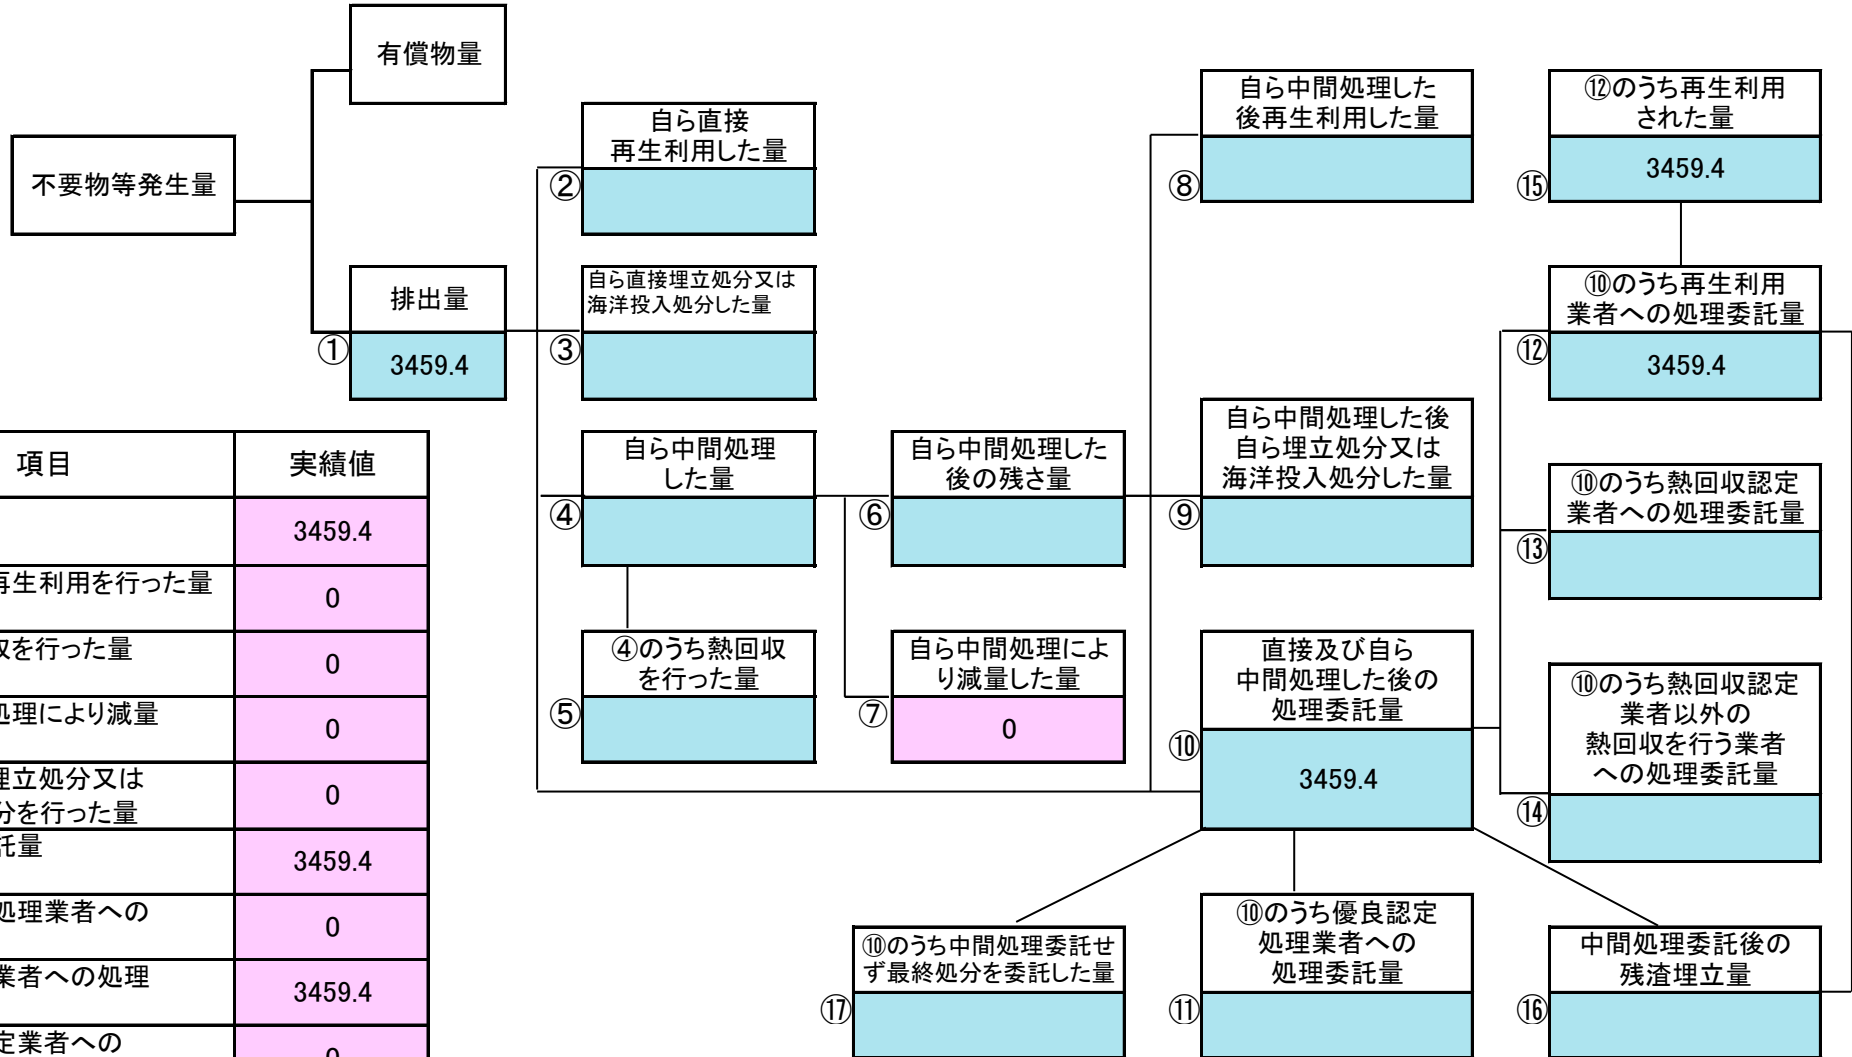 有償物量
不要物等発生量
排出量
①
3459.4
自ら直接
再生利用した量
②
自ら直接埋立処分又は
海洋投入処分した量
③
自ら中間処理
した量
④
④のうち熱回収
を行った量
⑤
自ら中間処理した
後の残さ量
⑥
自ら中間処理によ
り減量した量
⑦
0
自ら中間処理した
後再生利用した量
⑧
自ら中間処理した後
自ら埋立処分又は
海洋投入処分した量
⑨
直接及び自ら
中間処理した後の
処理委託量
⑩
3459.4
⑫のうち再生利用
された量
⑮
3459.4
⑩のうち再生利用
業者への処理委託量
⑫
3459.4
⑩のうち熱回収認定
業者への処理委託量
⑬
⑩のうち熱回収認定
業者以外の
熱回収を行う業者
への処理委託量
⑭
⑩のうち中間処理委託せ
ず最終処分を委託した量
⑰
⑩のうち優良認定
処理業者への
処理委託量
⑪
中間処理委託後の
残渣埋立量
⑯
項目 実績値
3459.4
再生利用を行った量 0
を行った量 0
処理により減量 0
埋立処分又は
分を行った量 0
託量 3459.4
処理業者への 0
業者への処理 3459.4
定業者への 0